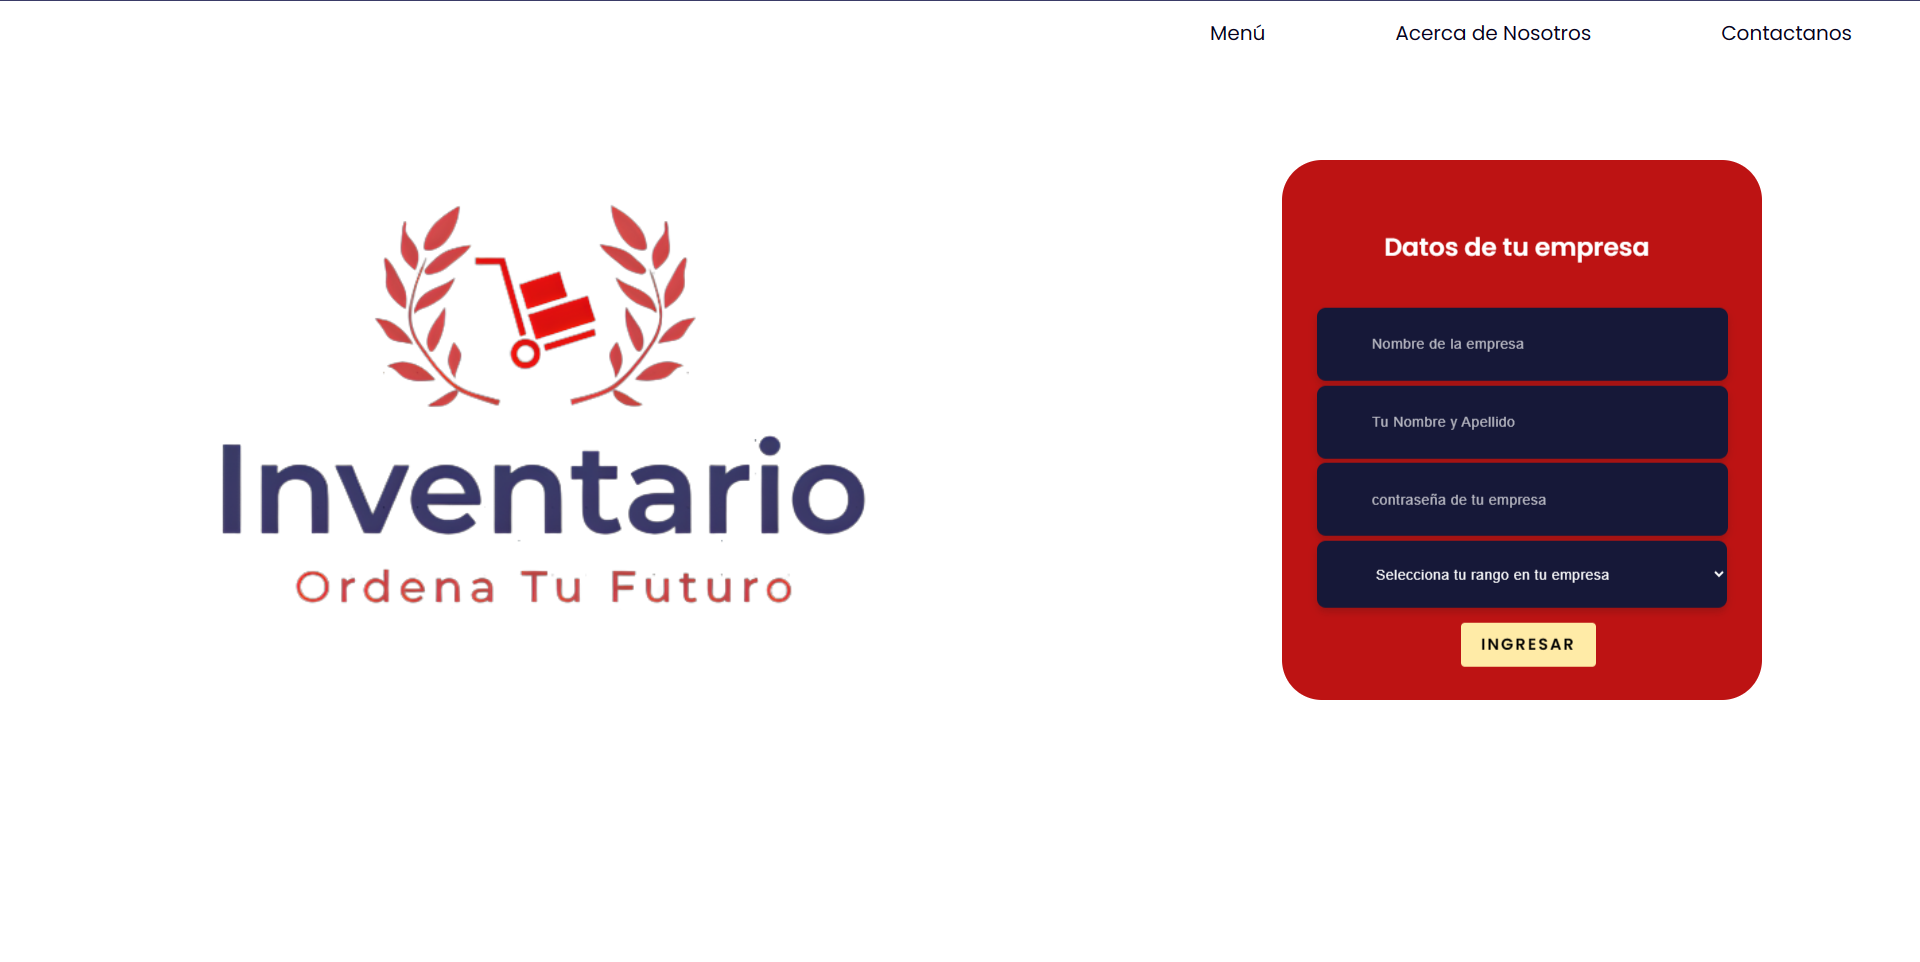 Menú
Acerca de Nosotros
Contactanos
Inventario
Ordena Tu Futuro
Datos de tu empresa
Nombre de la empresa
Tu Nombre y Apellido
contraseña de tu empresa
Selecciona tu rango en tu empresa
INGRESAR